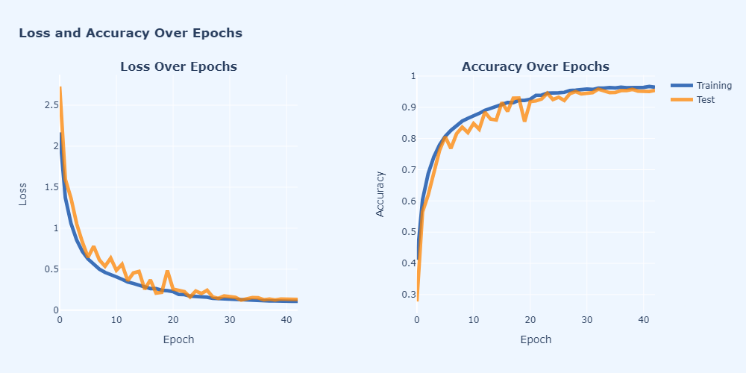 Loss and Accuracy Over Epochs
Loss Over Epochs
Accuracy Over Epochs
Training
Test
Loss
2.5
2
1.5
1
0.5
0
0
10
20
30
40
Epoch
Accuracy
1
0.9
0.8
0.7
0.6
0.5
0.4
0.3
0
10
20
30
40
Epoch